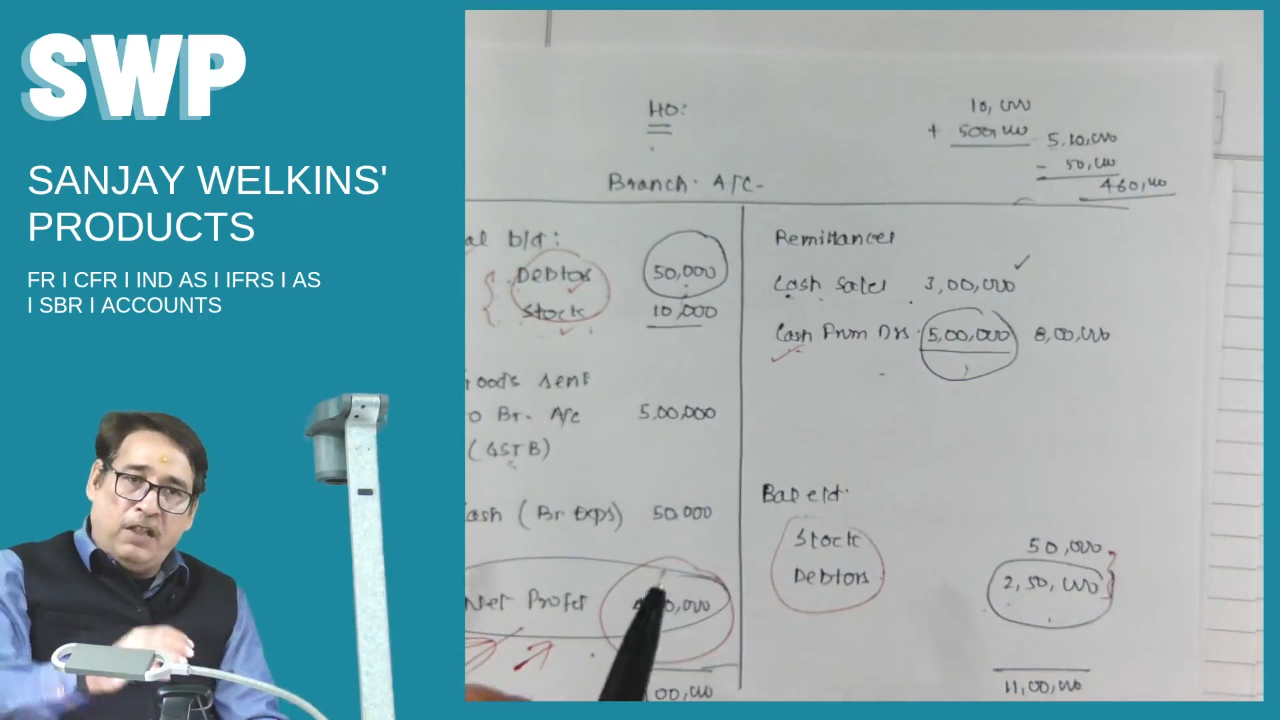 SWP
SANJAY WELKINS'
PRODUCTS
FR I CFR I IND AS I IFRS I AS
I SBR I ACCOUNTS
HO:
10,000
+ 500,000
5,10,000
- 50,000
460,000
Branch. A/C-
al b/d:
Debtors 50,000
Stock 10,000
oods sent
o Br. A/c 5,00,000
(GSTB)
ash (Br Exps) 50,000
Net Profit
00,000
Remittances
Cash Sales 3,00,000
Cash From Drs. 5,00,000 8,00,000
Bal c/d.
Stock 50,000
Debtors 2,50,000
11,00,000